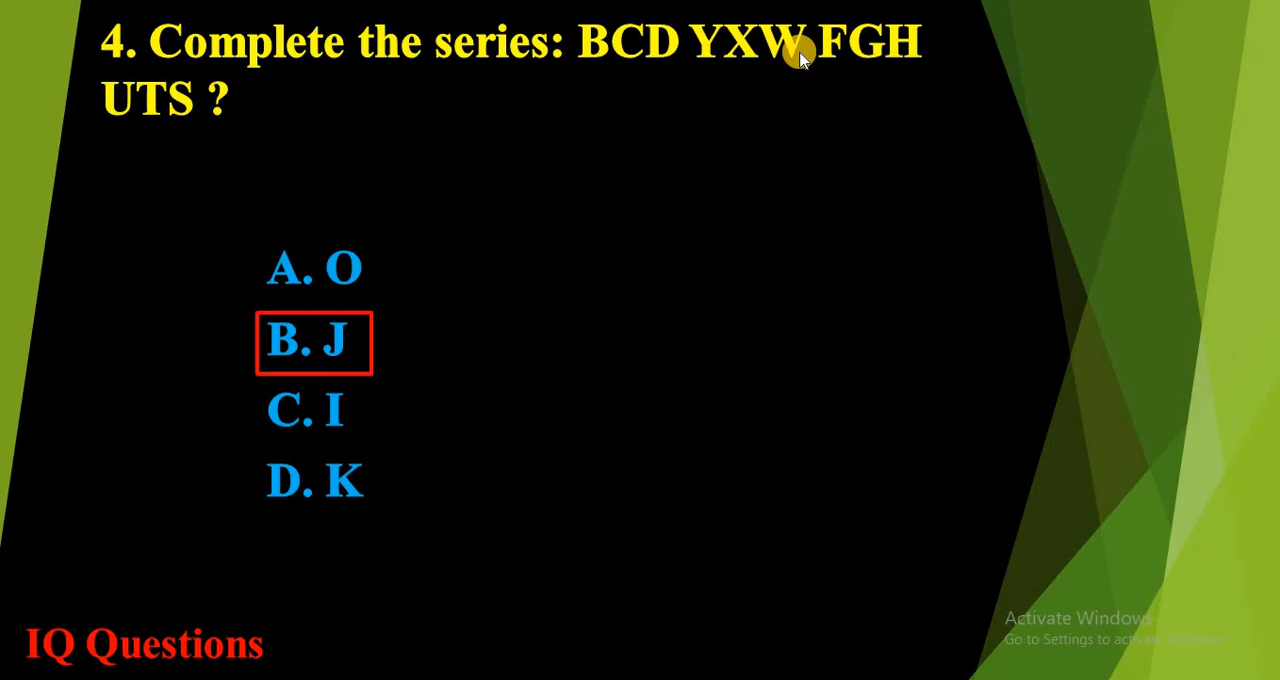 4. Complete the series: BCD YXW FGH
UTS ?
A. O
B. J
C. I
D. K
IQ Questions
Activate Windows
Go to Settings to activate Windows.